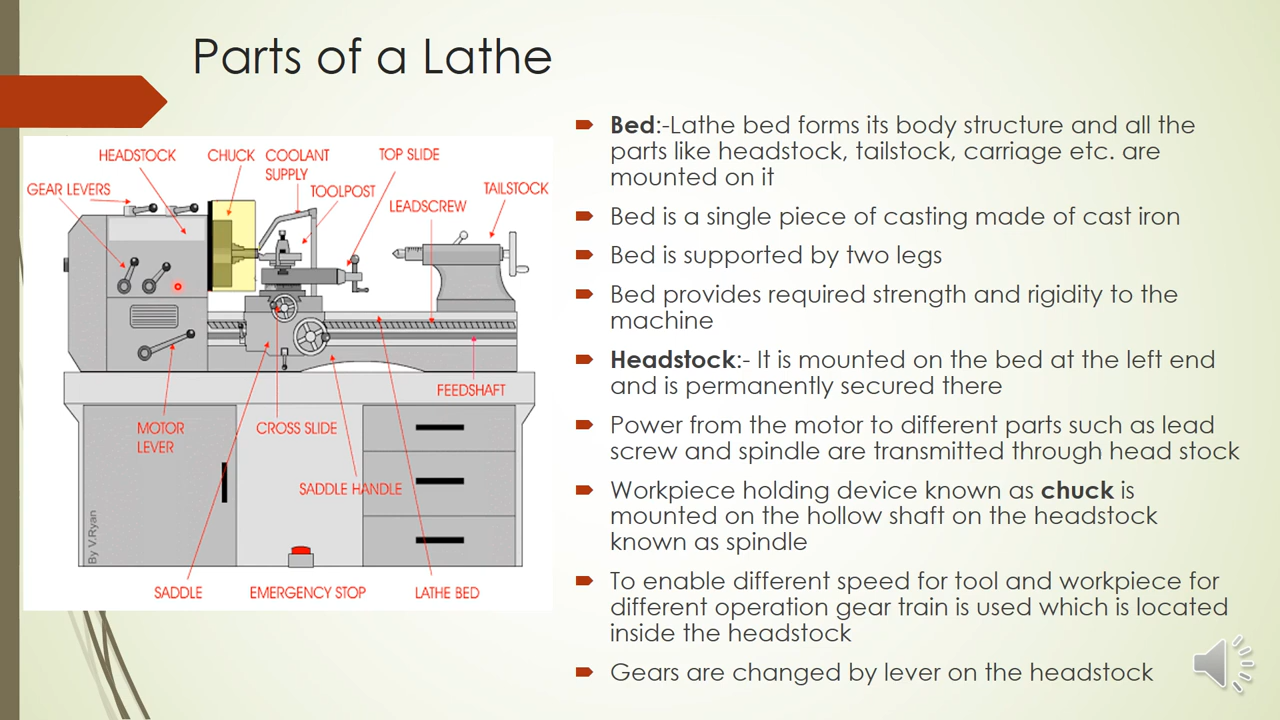 Parts of a Lathe
HEADSTOCK
CHUCK
COOLANT
SUPPLY
TOP SLIDE
GEAR LEVERS
TOOLPOST
TAILSTOCK
LEADSCREW
FEEDSHAFT
MOTOR
LEVER
CROSS SLIDE
SADDLE HANDLE
By V.Ryan
SADDLE
EMERGENCY STOP
LATHE BED
Bed:-Lathe bed forms its body structure and all the
parts like headstock, tailstock, carriage etc. are
mounted on it
Bed is a single piece of casting made of cast iron
Bed is supported by two legs
Bed provides required strength and rigidity to the
machine
Headstock:- It is mounted on the bed at the left end
and is permanently secured there
Power from the motor to different parts such as lead
screw and spindle are transmitted through head stock
Workpiece holding device known as chuck is
mounted on the hollow shaft on the headstock
known as spindle
To enable different speed for tool and workpiece for
different operation gear train is used which is located
inside the headstock
Gears are changed by lever on the headstock